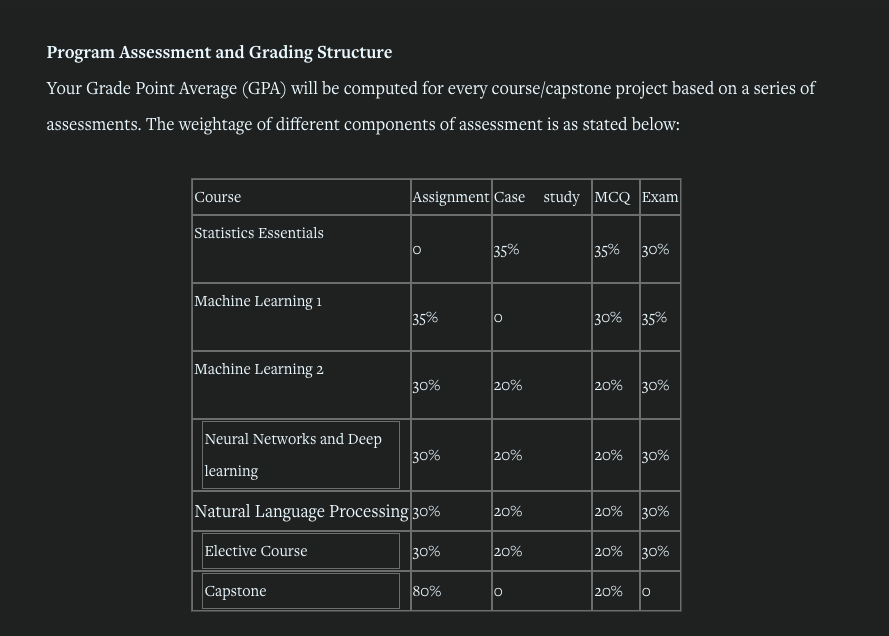 Program Assessment and Grading Structure
Your Grade Point Average (GPA) will be computed for every course/capstone project based on a series of
assessments. The weightage of different components of assessment is as stated below:
Course Assignment Case study MCQ Exam
Statistics Essentials 0 35% 35% 30%
Machine Learning 1 35% 0 30% 35%
Machine Learning 2 30% 20% 20% 30%
Neural Networks and Deep
learning 30% 20% 20% 30%
Natural Language Processing 30% 20% 20% 30%
Elective Course 30% 20% 20% 30%
Capstone 80% 0 20% 0